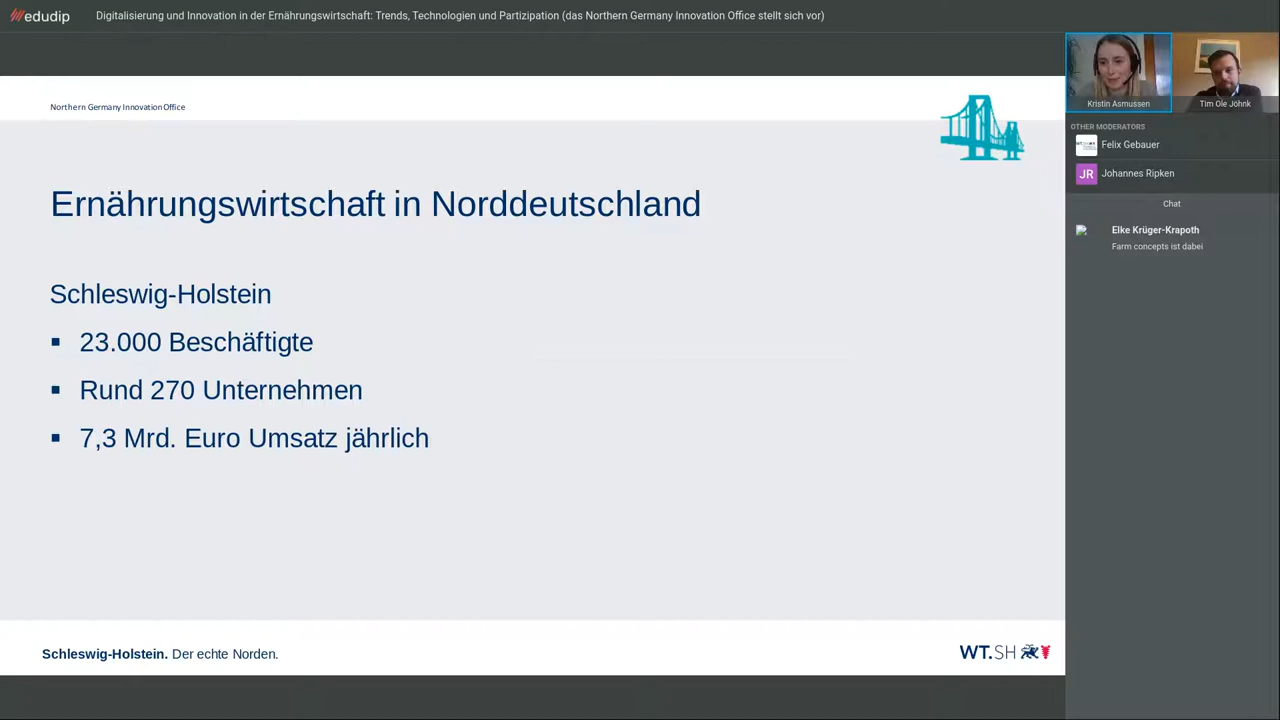 edudip
Digitalisierung und Innovation in der Ernährungswirtschaft: Trends, Technologien und Partizipation (das Northern Germany Innovation Office stellt sich vor)
Northern Germany Innovation Office
Ernährungswirtschaft in Norddeutschland
Schleswig-Holstein
▪ 23.000 Beschäftigte
▪ Rund 270 Unternehmen
▪ 7,3 Mrd. Euro Umsatz jährlich
Schleswig-Holstein. Der echte Norden.
WT.SH
Kristin Asmussen
Tim Ole Jöhnk
OTHER MODERATORS
Felix Gebauer
JR
Johannes Ripken
Chat
Elke Krüger-Krapoth
Farm concepts ist dabei